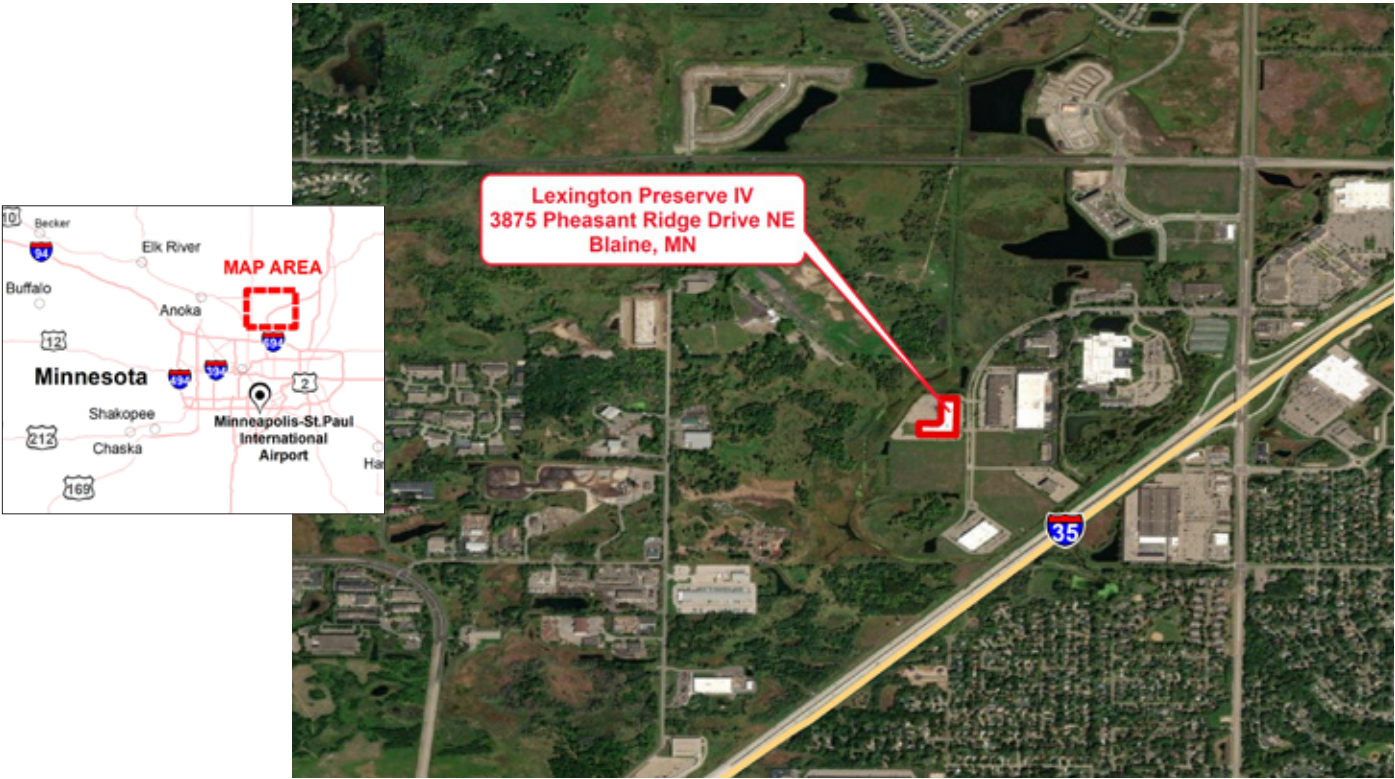 Lexington Preserve IV
3875 Pheasant Ridge Drive NE
Blaine, MN
10
Becker
94
Elk River
MAP AREA
Buffalo
Anoka
12
694
Minnesota
494
394
2
Shakopee
Minneapolis-St.Paul
International
Airport
212
Chaska
Ha
169
35